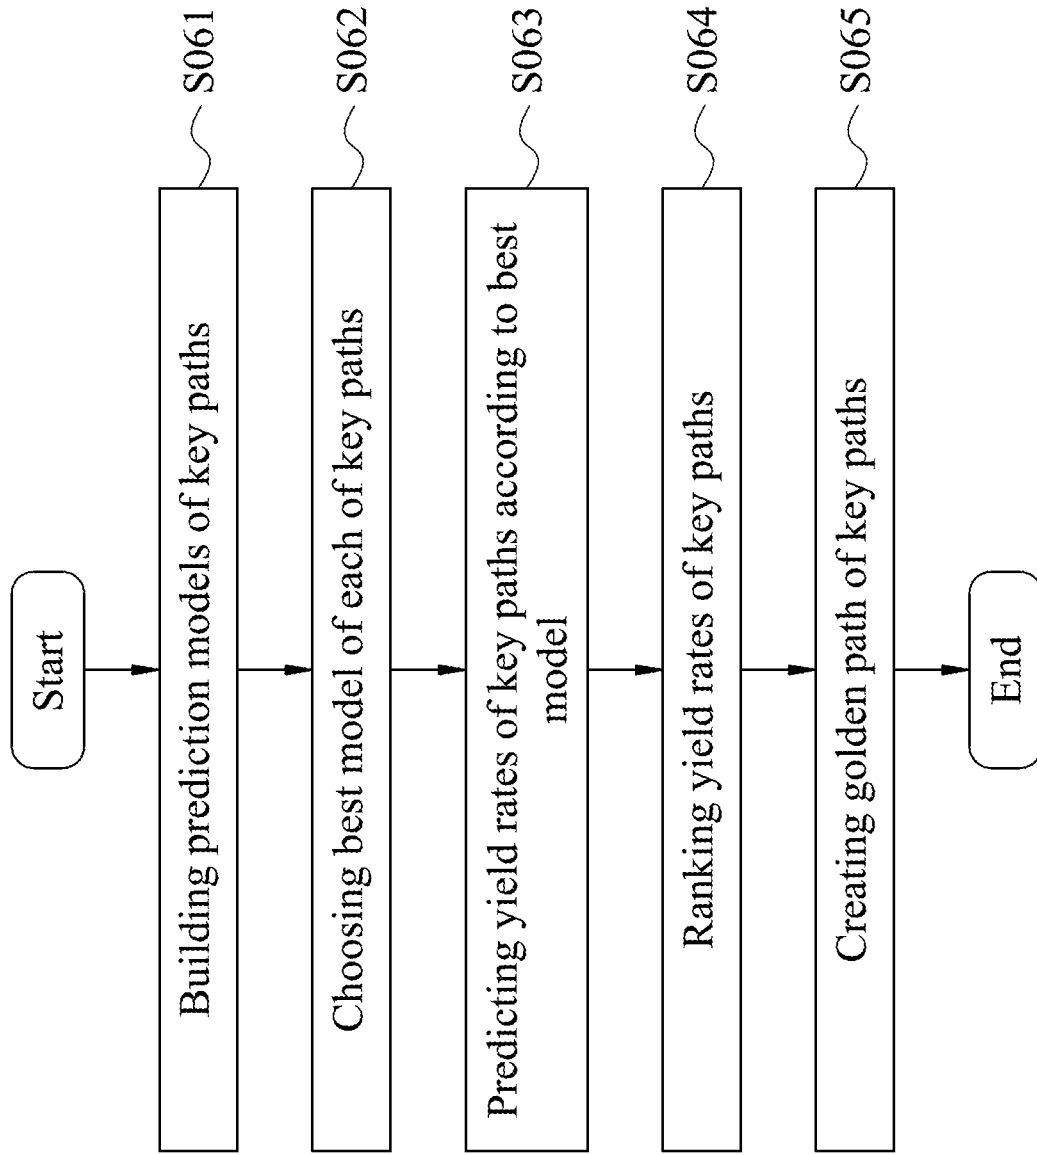 Start
Building prediction models of key paths
S061
Choosing best model of each of key paths
S062
Predicting yield rates of key paths according to best
model
S063
Ranking yield rates of key paths
S064
Creating golden path of key paths
S065
End